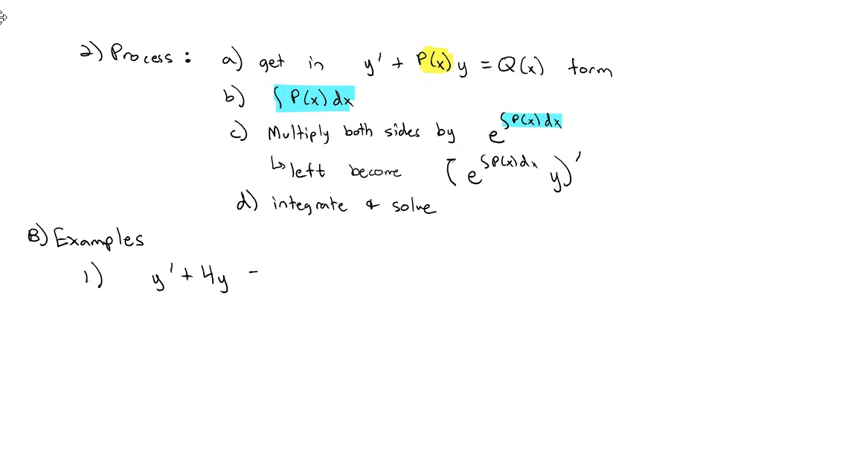 2) Process : a) get in y' + P(x) y = Q(x) form
b) ∫P(x) dx
c) Multiply both sides by e^∫P(x)dx
↳ left become (e^∫P(x)dx y)'
d) integrate & solve
B) Examples
1) y' + 4y =